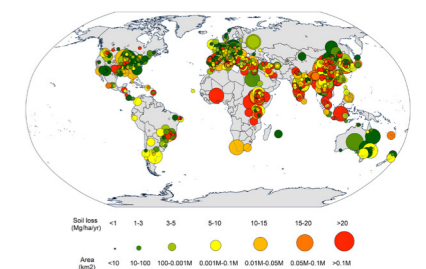 Soil loss <1 1-3 3-5 5-10 10-15 15-20 >20
(Mg/ha/yr)
Area <10 10-100 100-0.001M 0.001M-0.1M 0.01M-0.05M 0.05M-0.1M >0.1M
(km2)